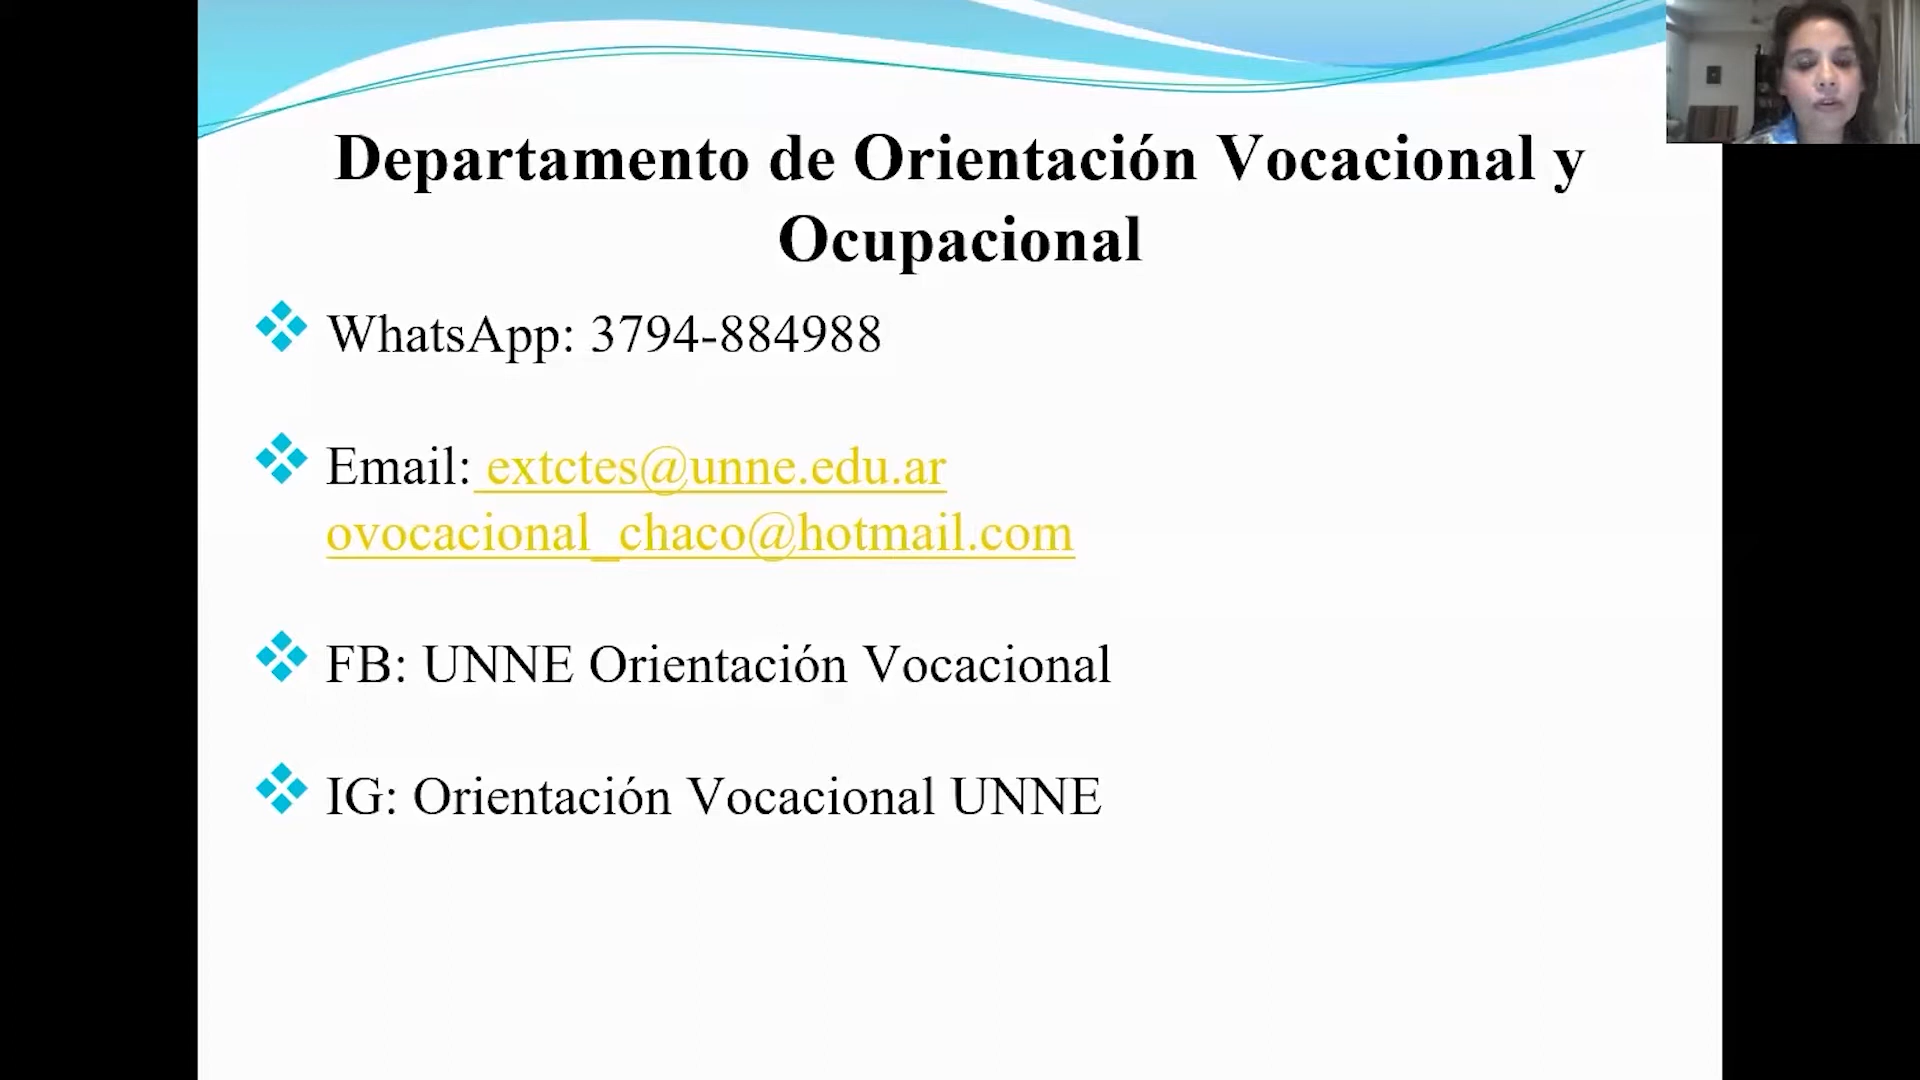 Departamento de Orientación Vocacional y
Ocupacional
WhatsApp: 3794-884988
Email: extctes@unne.edu.ar
ovocacional_chaco@hotmail.com
FB: UNNE Orientación Vocacional
IG: Orientación Vocacional UNNE